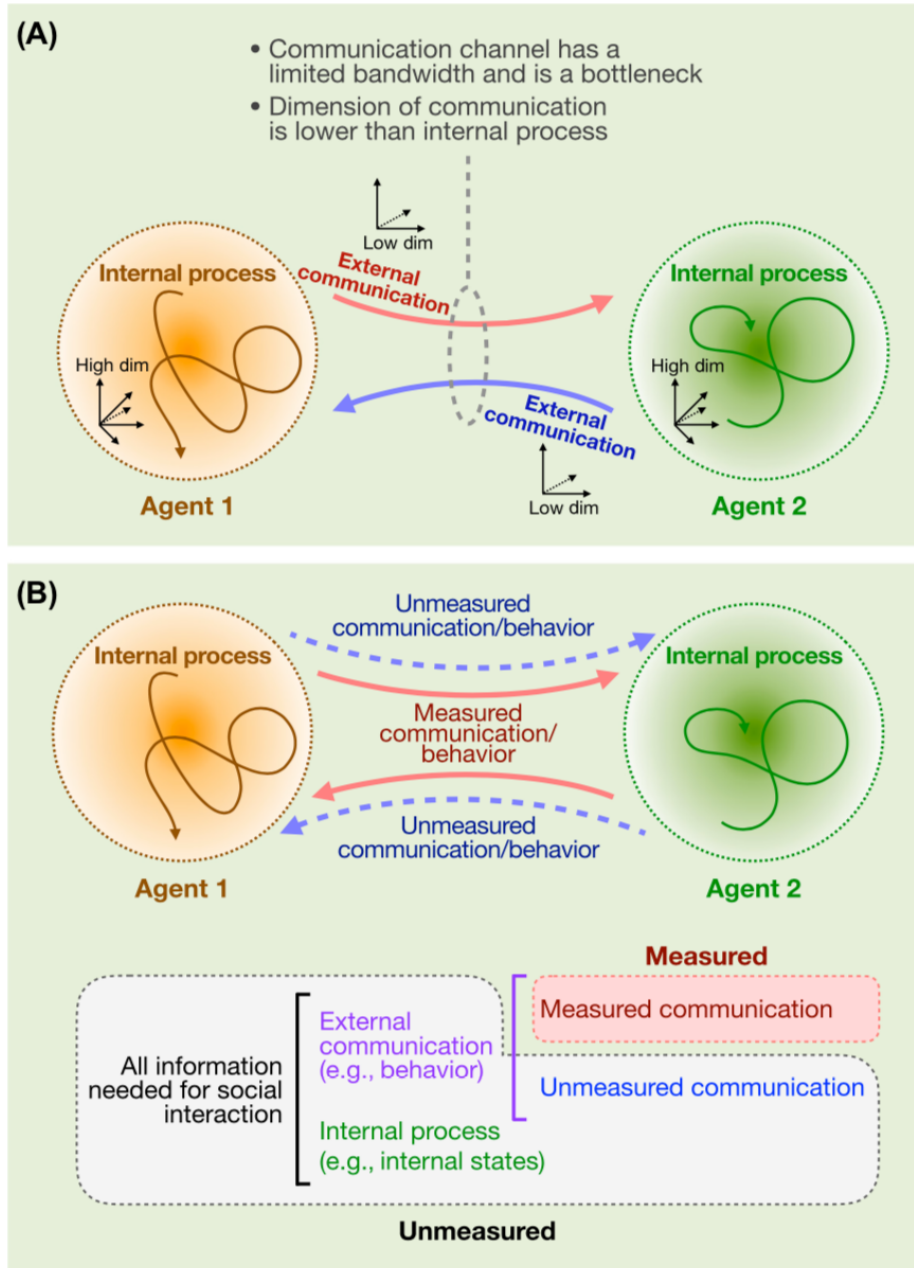 (A)
• Communication channel has a
limited bandwidth and is a bottleneck
• Dimension of communication
is lower than internal process
Low dim
External
communication
Internal process
High dim
Agent 1
Internal process
High dim
Agent 2
External
communication
Low dim
(B)
Unmeasured
communication/behavior
Internal process
Internal process
Measured
communication/
behavior
Unmeasured
communication/behavior
Agent 1
Agent 2
Measured
Measured communication
External
communication
(e.g., behavior)
All information
needed for social
interaction
Unmeasured communication
Internal process
(e.g., internal states)
Unmeasured